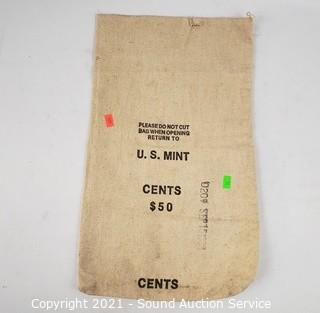 PLEASE DO NOT CUT
BAG WHEN OPENING
RETURN TO
U. S. MINT
CENTS
$50
CENTS
Copyright 2021 - Sound Auction Service